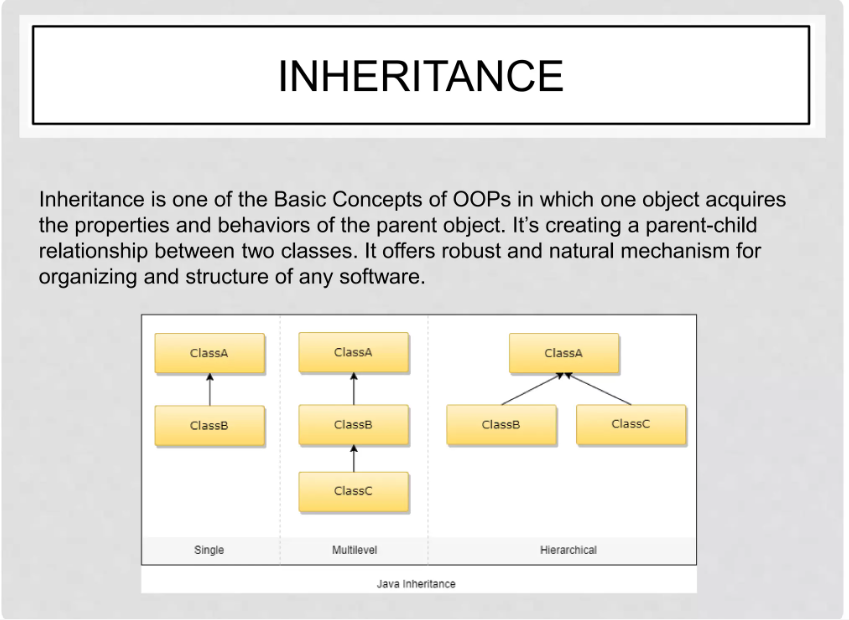 INHERITANCE
Inheritance is one of the Basic Concepts of OOPs in which one object acquires
the properties and behaviors of the parent object. It’s creating a parent-child
relationship between two classes. It offers robust and natural mechanism for
organizing and structure of any software.
ClassA
ClassB
Single
ClassA
ClassB
ClassC
Multilevel
ClassA
ClassB ClassC
Hierarchical
Java Inheritance